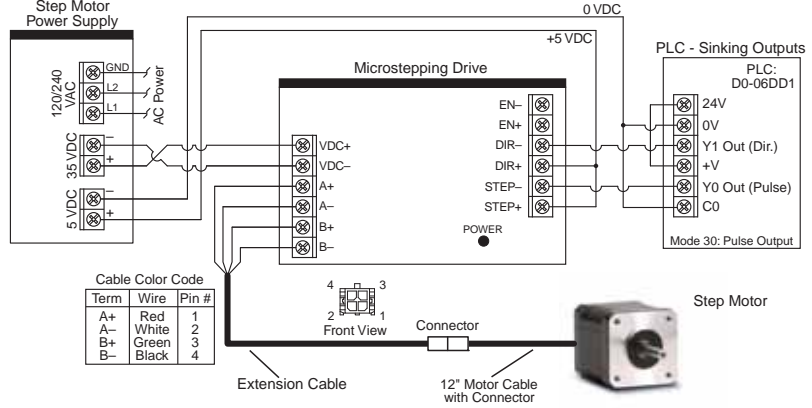 Step Motor
Power Supply
0 VDC
+5 VDC
PLC - Sinking Outputs
120/240
VAC
GND
L2
L1
AC Power
35 VDC
–
+
5 VDC
–
+
Microstepping Drive
VDC+
VDC–
A+
A–
B+
B–
EN–
EN+
DIR–
DIR+
STEP–
STEP+
POWER
PLC:
D0-06DD1
24V
0V
Y1 Out (Dir.)
+V
Y0 Out (Pulse)
C0
Mode 30: Pulse Output
Cable Color Code
Term Wire Pin #
A+ Red 1
A– White 2
B+ Green 3
B– Black 4
4 3
2 1
Front View
Connector
Step Motor
Extension Cable
12" Motor Cable
with Connector